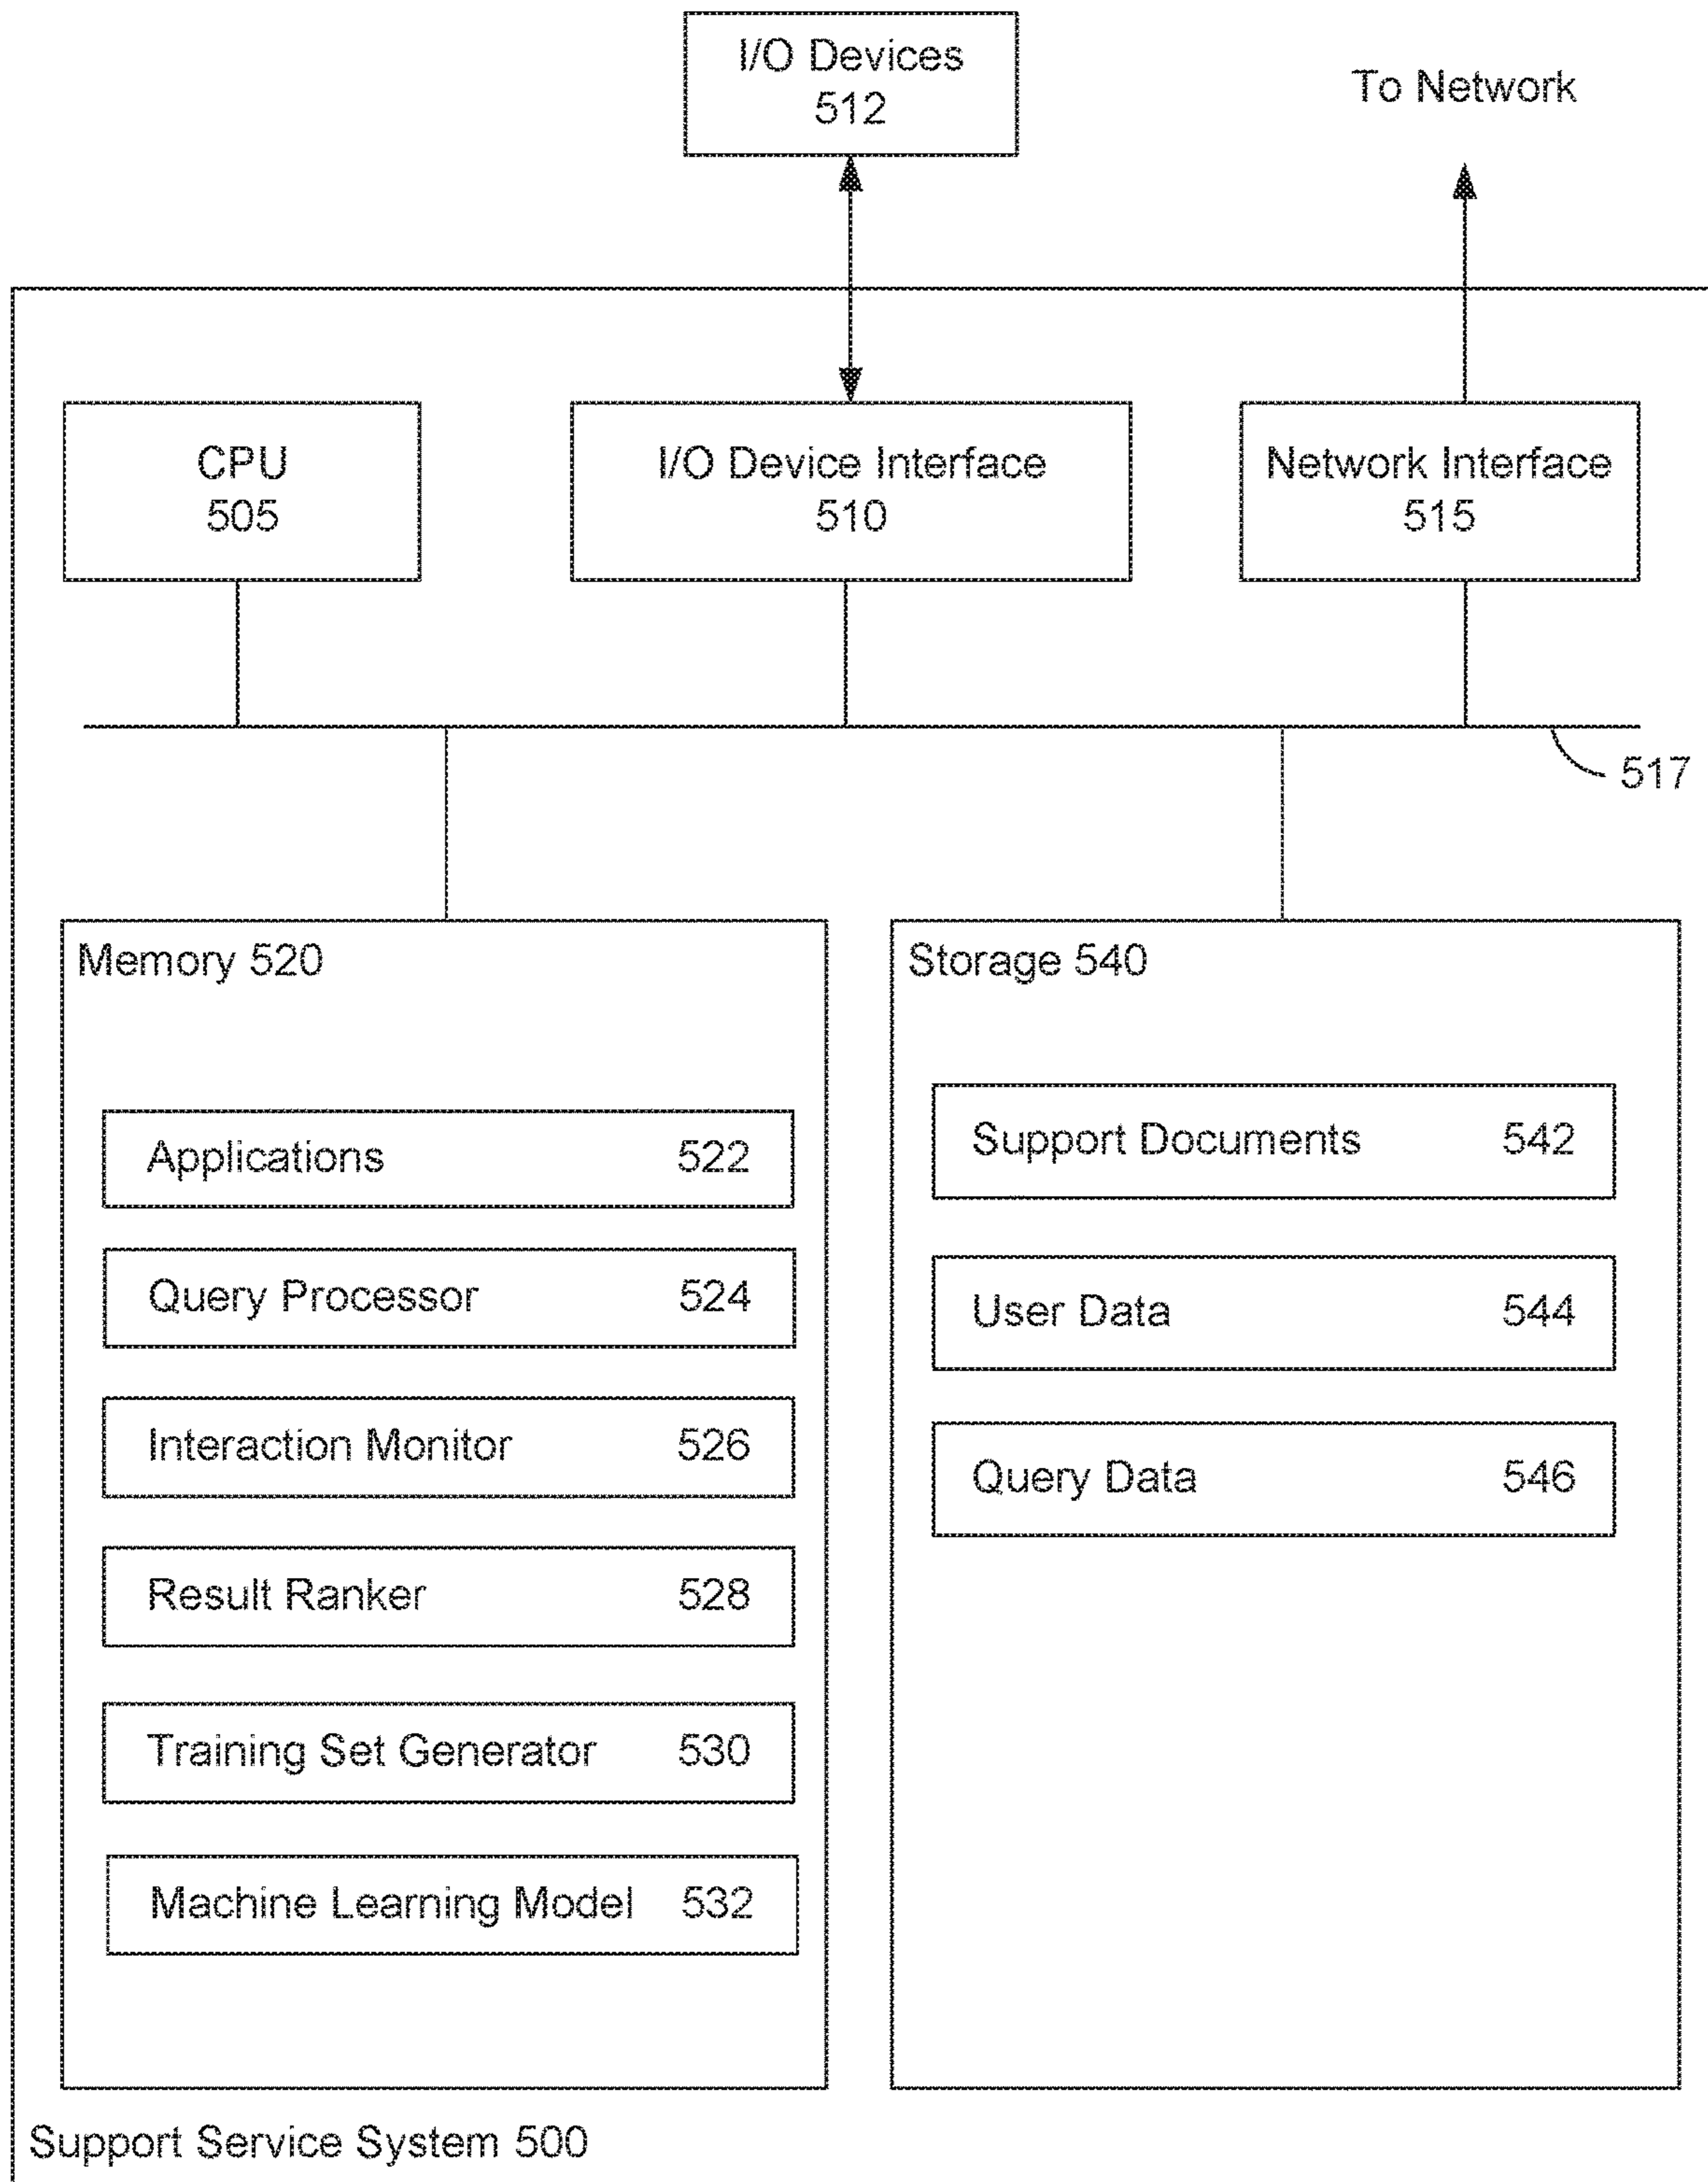 I/O Devices
512
To Network
CPU
505
I/O Device Interface
510
Network Interface
515
517
Memory 520
Applications 522
Query Processor 524
Interaction Monitor 526
Result Ranker 528
Training Set Generator 530
Machine Learning Model 532
Storage 540
Support Documents 542
User Data 544
Query Data 546
Support Service System 500